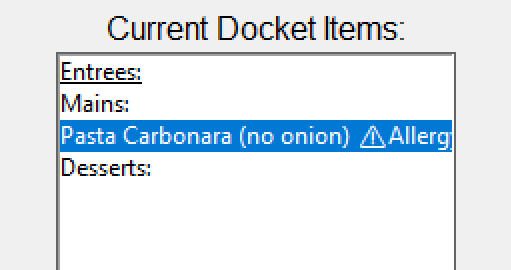 Current Docket Items:
Entrees:
Mains:
Pasta Carbonara (no onion) ⚠Allerg
Desserts: